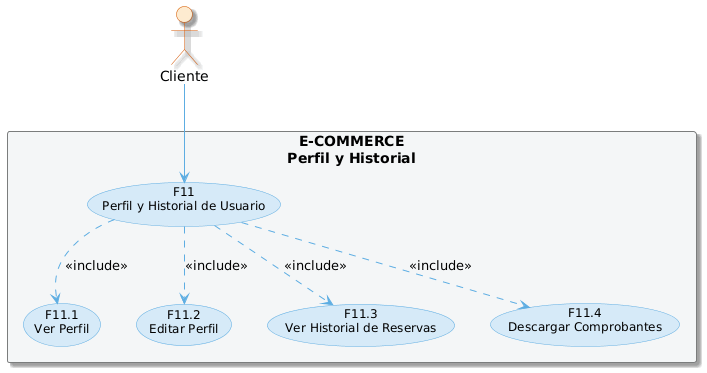 Cliente
E-COMMERCE
Perfil y Historial
F11
Perfil y Historial de Usuario
«include»
«include»
«include»
«include»
F11.1
Ver Perfil
F11.2
Editar Perfil
F11.3
Ver Historial de Reservas
F11.4
Descargar Comprobantes